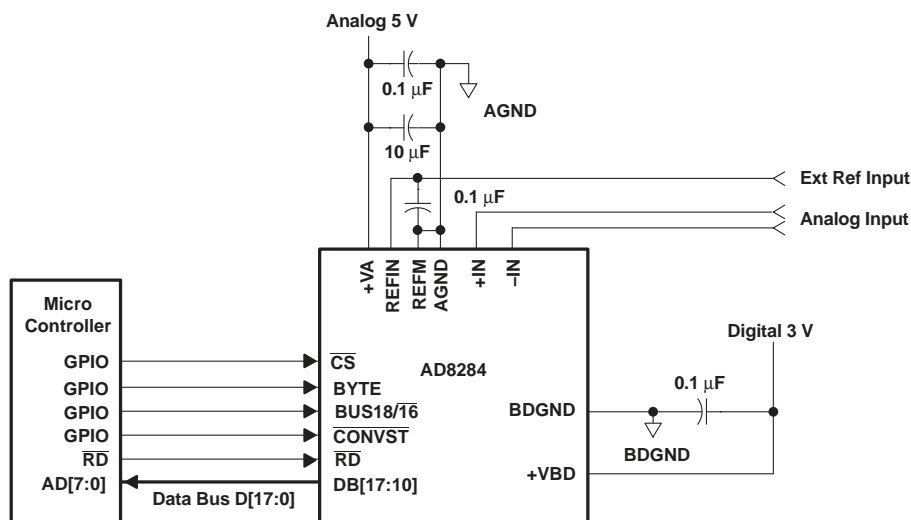 Analog 5 V
0.1 μF
AGND
10 μF
Ext Ref Input
0.1 μF
Analog Input
+VA
REFIN
REFM
AGND
+IN
−IN
Micro
Controller
Digital 3 V
GPIO
CS
AD8284
0.1 μF
GPIO
BYTE
GPIO
BUS18/16
BDGND
GPIO
CONVST
BDGND
RD
RD
+VBD
AD[7:0]
Data Bus D[17:0]
DB[17:10]